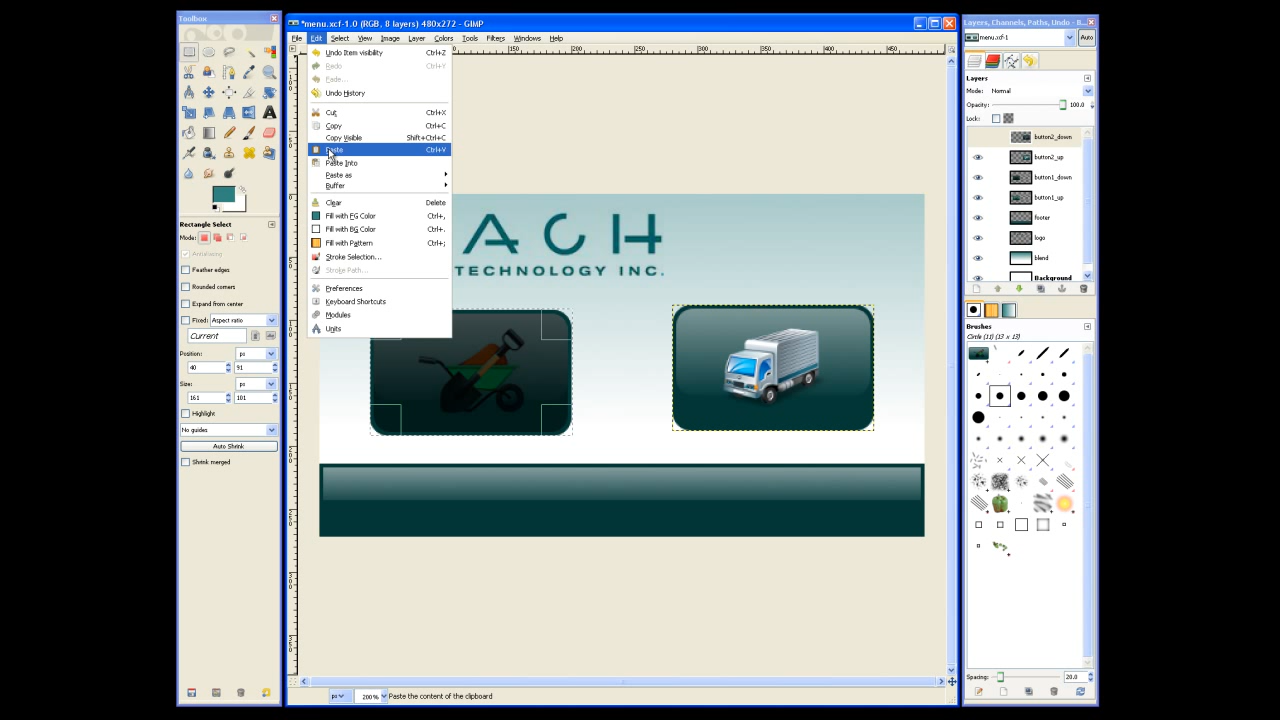 Toolbox
*menu.xcf-1.0 (RGB, 8 layers) 480x272 - GIMP
Layers, Channels, Paths, Undo - B...
File Edit Select View Image Layer Colors Tools Filters Windows Help
menu.xcf-1 Auto
Undo Item visibility Ctrl+Z
Redo Ctrl+Y
Fade...
Undo History
Cut Ctrl+X
Copy Ctrl+C
Copy Visible Shift+Ctrl+C
Paste Ctrl+V
Paste Into
Paste as
Buffer
Clear Delete
Fill with FG Color Ctrl+,
Fill with BG Color Ctrl+.
Fill with Pattern Ctrl+;
Stroke Selection...
Stroke Path...
Preferences
Keyboard Shortcuts
Modules
Units
ACH
TECHNOLOGY INC.
Rectangle Select
Mode:
Antialiasing
Feather edges
Rounded corners
Expand from center
Fixed: Aspect ratio
Current
Position: px
40 91
Size: px
161 101
Highlight
No guides
Auto Shrink
Shrink merged
Layers
Mode: Normal
Opacity: 100.0
Lock:
button2_down
button2_up
button1_down
button1_up
footer
logo
blend
Background
Brushes
Circle (11) (13 x 13)
Spacing: 20.0
px 200% Paste the content of the clipboard